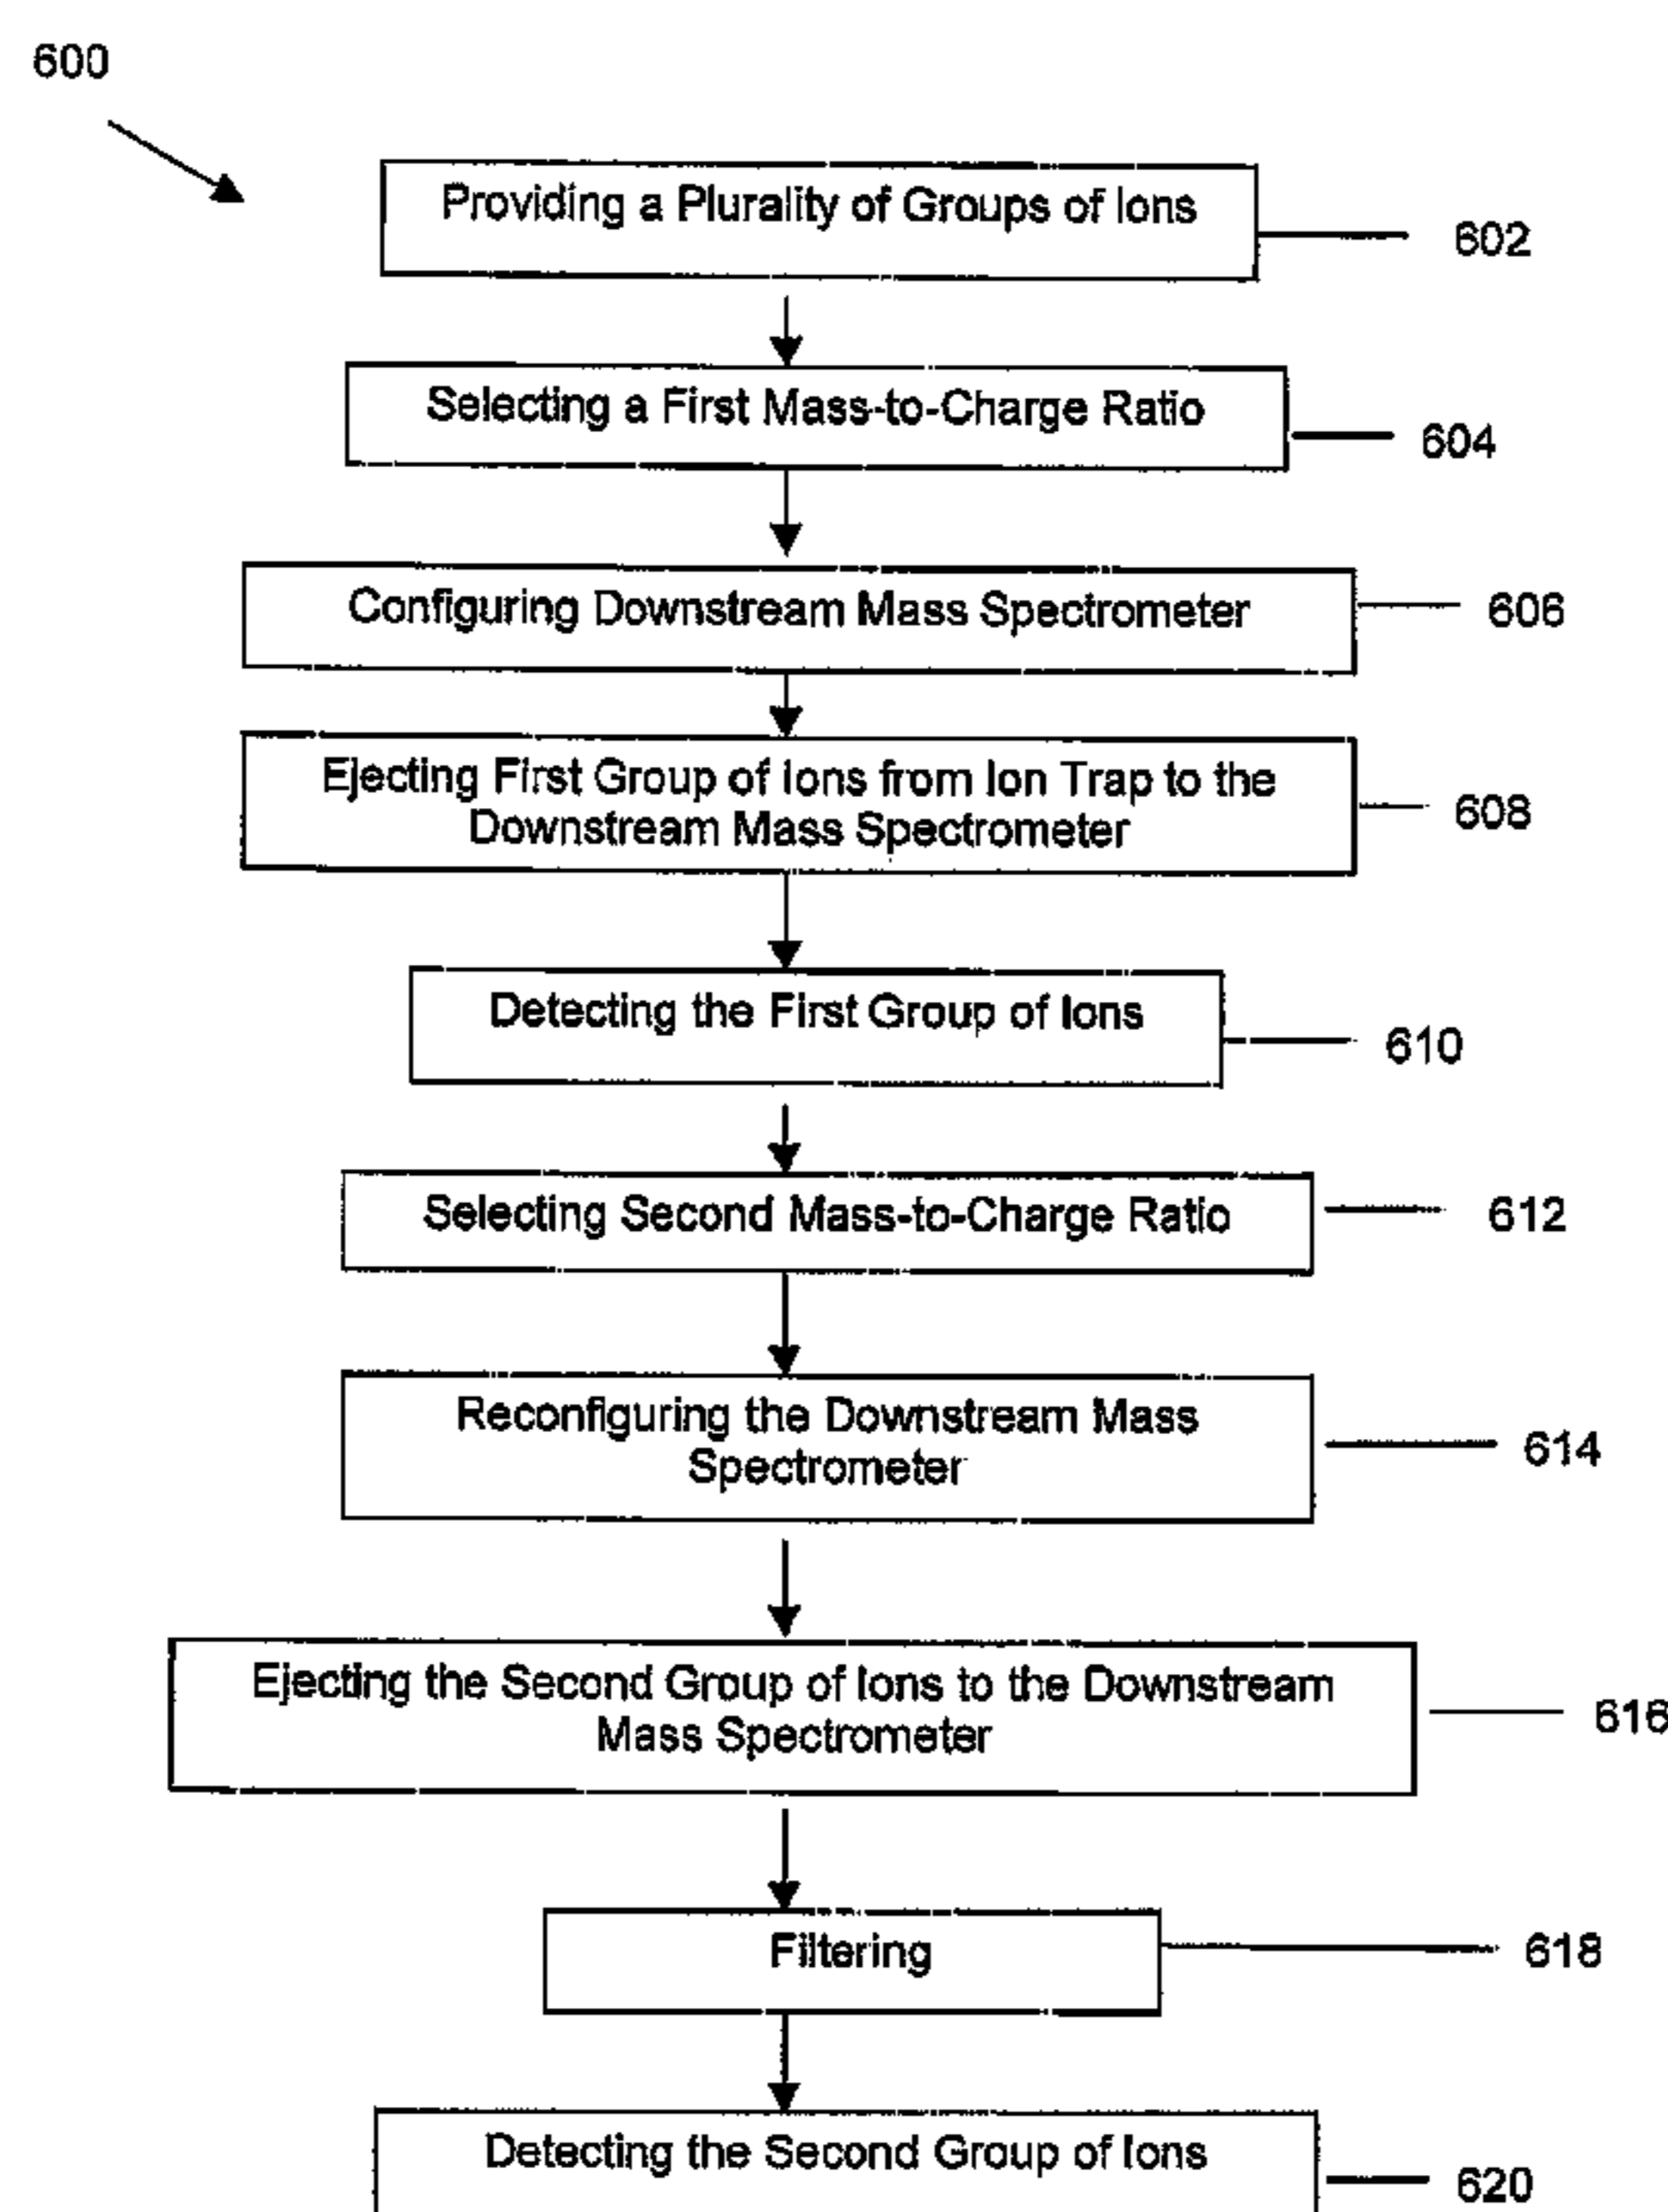 600
Providing a Plurality of Groups of Ions
602
Selecting a First Mass-to-Charge Ratio
604
Configuring Downstream Mass Spectrometer
606
Ejecting First Group of Ions from Ion Trap to the
Downstream Mass Spectrometer
608
Detecting the First Group of Ions
610
Selecting Second Mass-to-Charge Ratio
612
Reconfiguring the Downstream Mass
Spectrometer
614
Ejecting the Second Group of Ions to the Downstream
Mass Spectrometer
616
Filtering
618
Detecting the Second Group of Ions
620